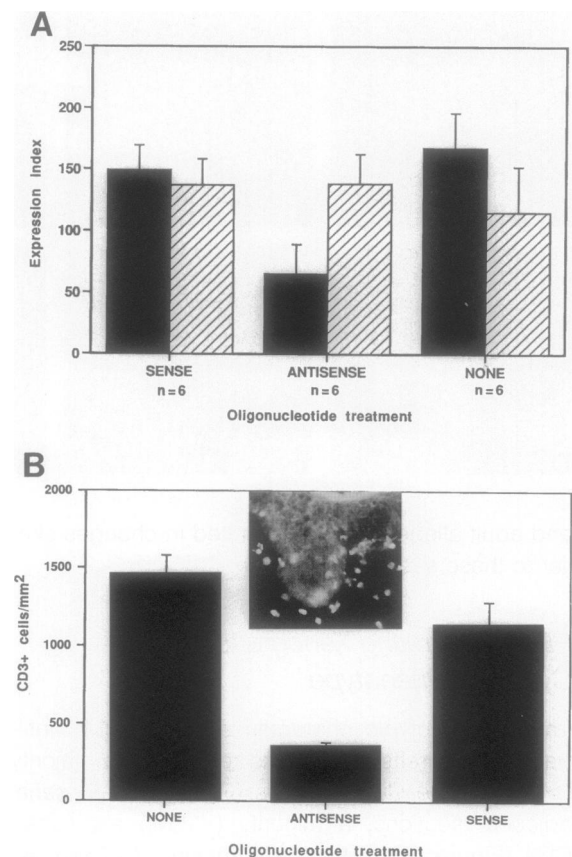 A
250
200
150
100
50
0
Expression index
SENSE ANTISENSE NONE
n=6 n=6 n=6
Oligonucleotide treatment
B
2000
1500
1000
500
0
CD3+ cells/mm²
NONE ANTISENSE SENSE
Oligonucleotide treatment